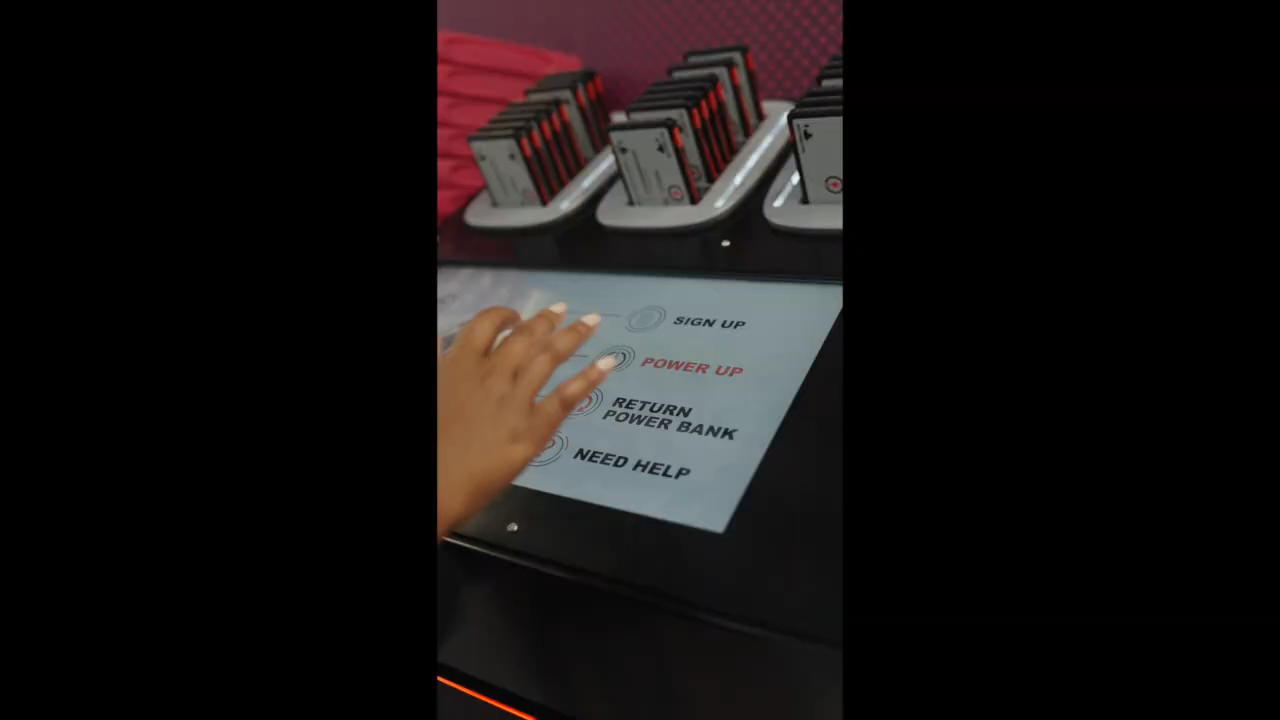 SIGN UP
POWER UP
RETURN
POWER BANK
NEED HELP